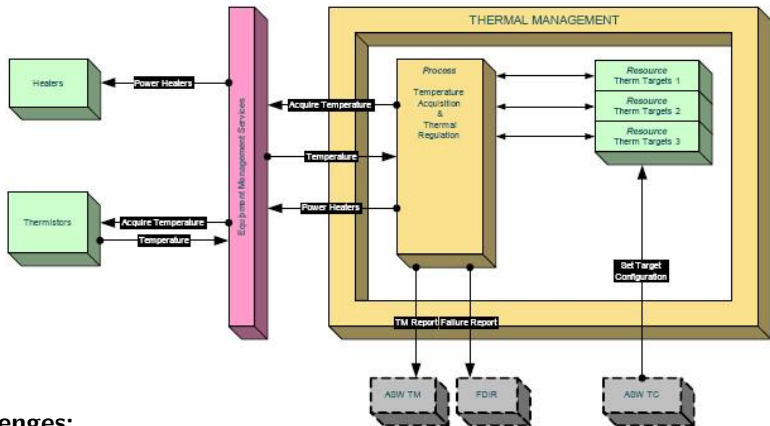 THERMAL MANAGEMENT
Heaters
Power Heaters
Equipment Management Services
Acquire Temperature
Temperature
Power Heaters
Thermistors
Acquire Temperature
Temperature
Process
Temperature
Acquisition
&
Thermal
Regulation
Resource
Therm Targets 1
Resource
Therm Targets 2
Resource
Therm Targets 3
Set Target
Configuration
TM Report
Failure Report
ASW TM
FDIR
ASW TC